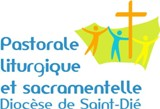 Pastorale
liturgique
et sacramentelle
Diocèse de Saint-Dié